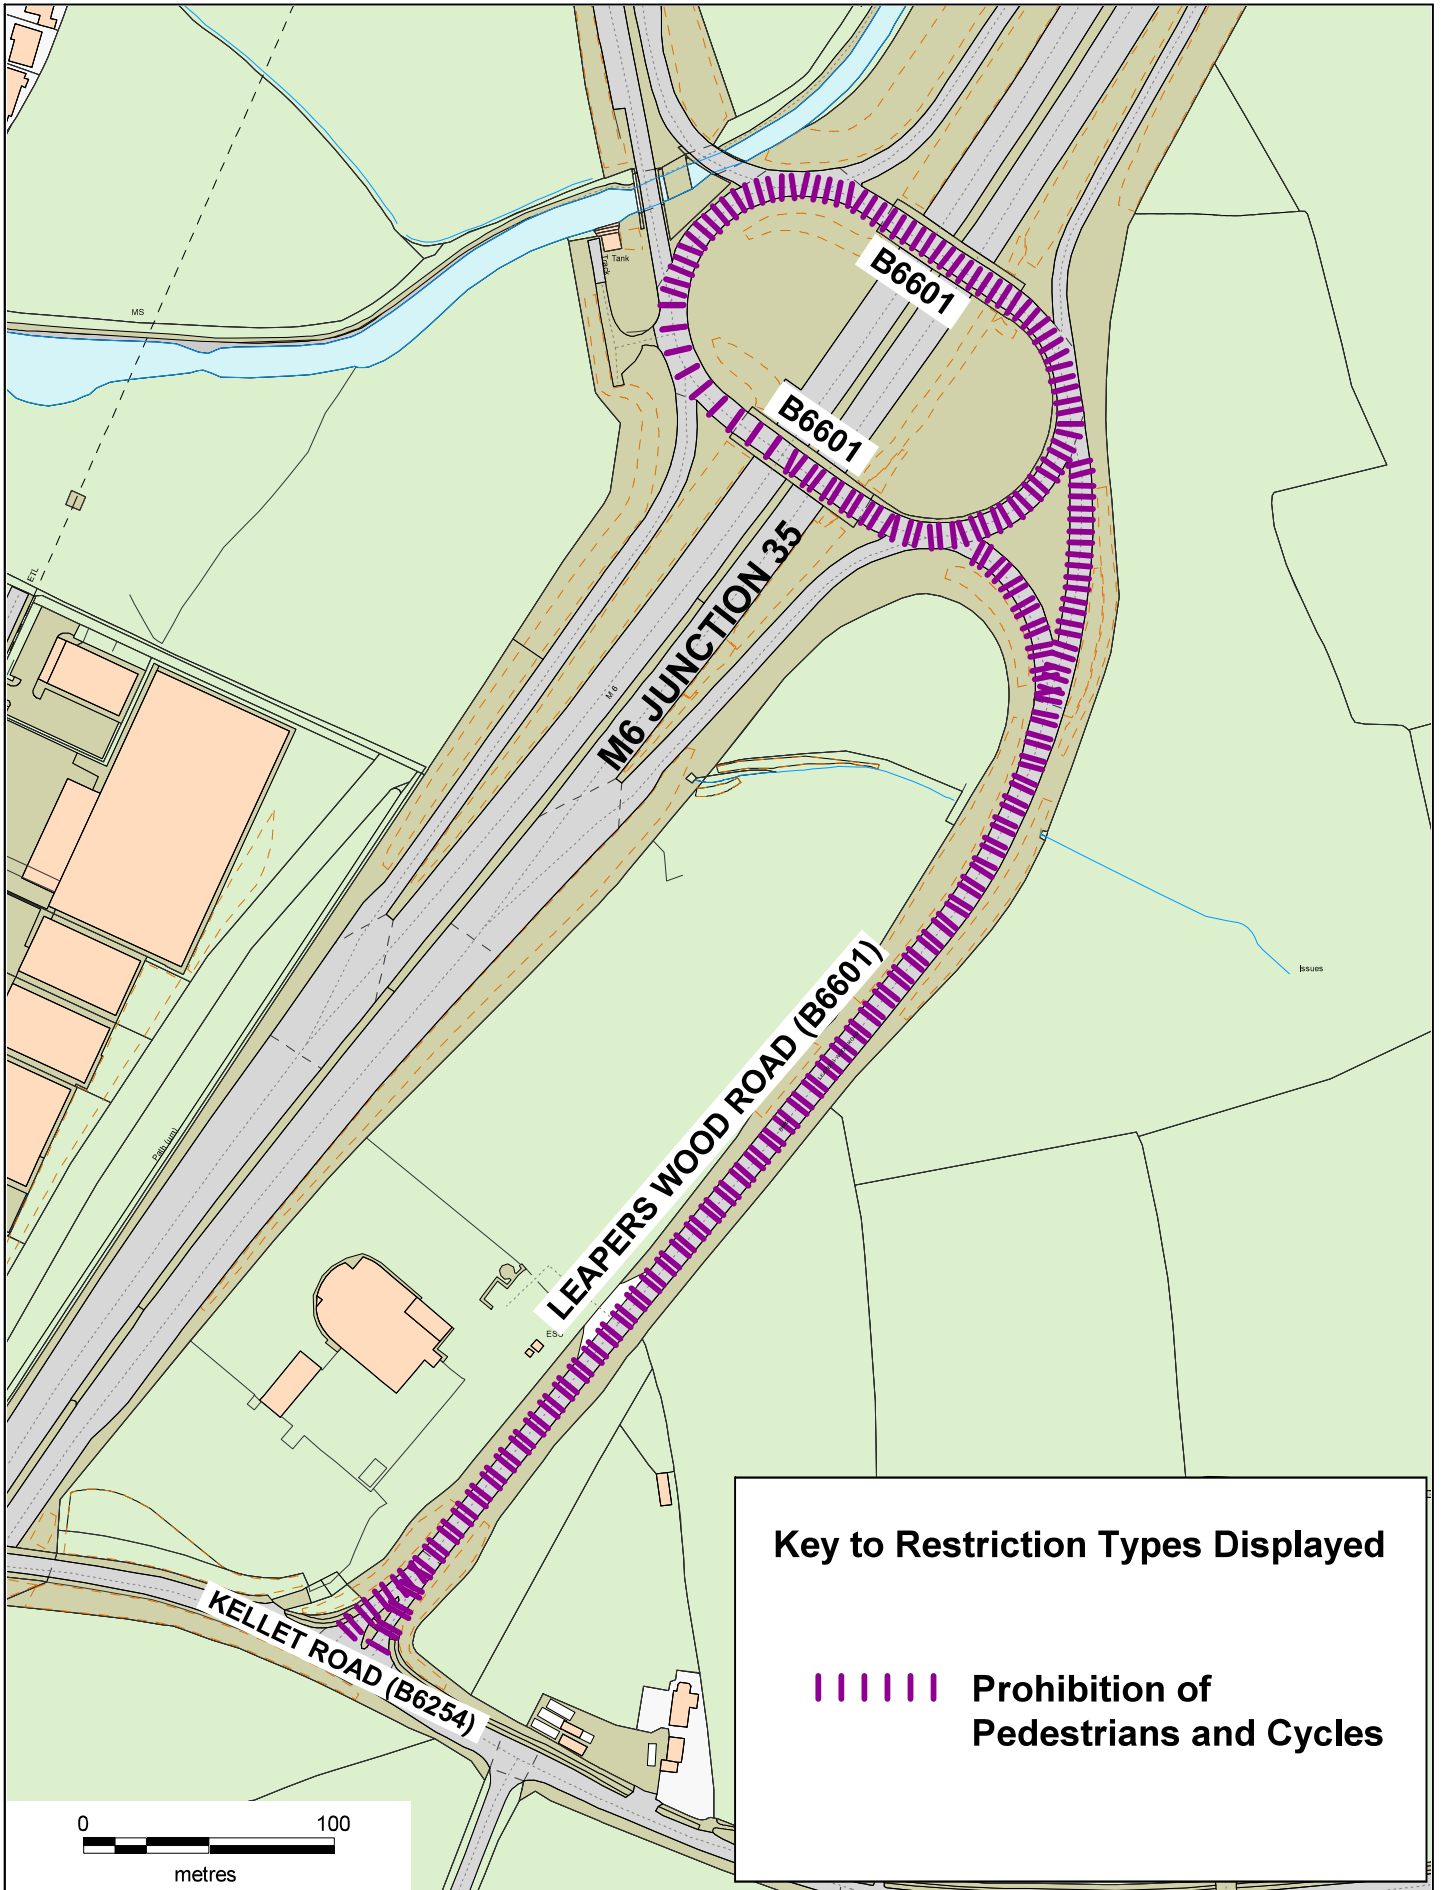 Tank
Track
MS
B6601
B6601
ETL
M6 JUNCTION 35
M 6
Issues
LEAPERS WOOD ROAD (B6601)
Path (um)
ESS
KELLET ROAD (B6254)
Key to Restriction Types Displayed
Prohibition of
Pedestrians and Cycles
0 100
metres